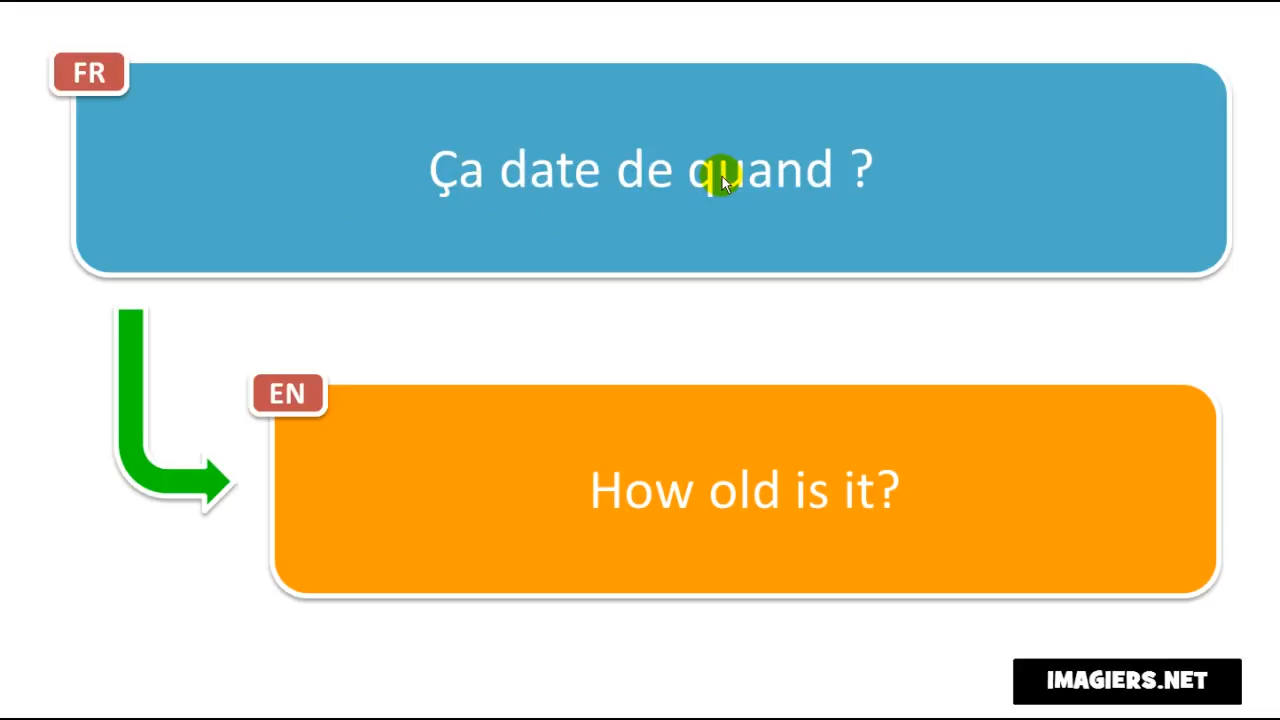 FR
Ça date de quand ?
EN
How old is it?
IMAGIERS.NET